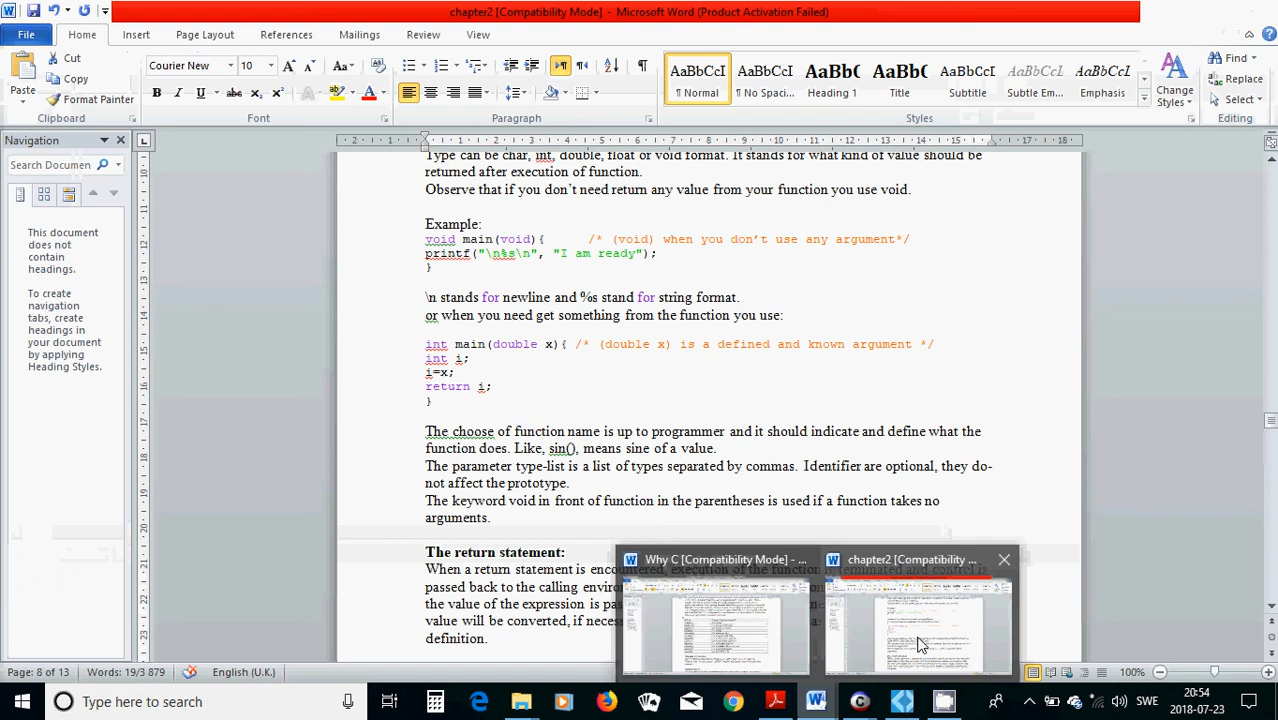 chapter2 [Compatibility Mode] - Microsoft Word (Product Activation Failed)
File Home Insert Page Layout References Mailings Review View
Paste
Cut
Copy
Format Painter
Clipboard
Courier New 10
Font
Paragraph
AaBbCcI AaBbCcI AaBb( AaBb( AaBbCcI AaBbCcI AaBbCcI
¶ Normal ¶ No Spaci... Heading 1 Title Subtitle Subtle Em... Emphasis
Change Styles
Styles
Find
Replace
Select
Editing
Navigation
Search Documen
This document
does not
contain
headings.
To create
navigation
tabs, create
headings in
your
document by
applying
Heading Styles.
Type can be char, int, double, float or void format. It stands for what kind of value should be
returned after execution of function.
Observe that if you don't need return any value from your function you use void.
Example:
void main(void){ /* (void) when you don't use any argument*/
printf("\n%s\n", "I am ready");
}
\n stands for newline and %s stand for string format.
or when you need get something from the function you use:
int main(double x){ /* (double x) is a defined and known argument */
int i;
i=x;
return i;
}
The choose of function name is up to programmer and it should indicate and define what the
function does. Like, sin(), means sine of a value.
The parameter type-list is a list of types separated by commas. Identifier are optional, they do-
not affect the prototype.
The keyword void in front of function in the parentheses is used if a function takes no
arguments.
The return statement:
When a return statement is encountered, execution of the function is terminated and control is
passed back to the calling environ
the value of the expression is pas
value will be converted, if necess
definition.
Why C [Compatibility Mode] - ...
chapter2 [Compatibility ...
Page: 8 of 13 Words: 19/3 879 English (U.K.) 100%
Type here to search
SWE
20:54
2018-07-23